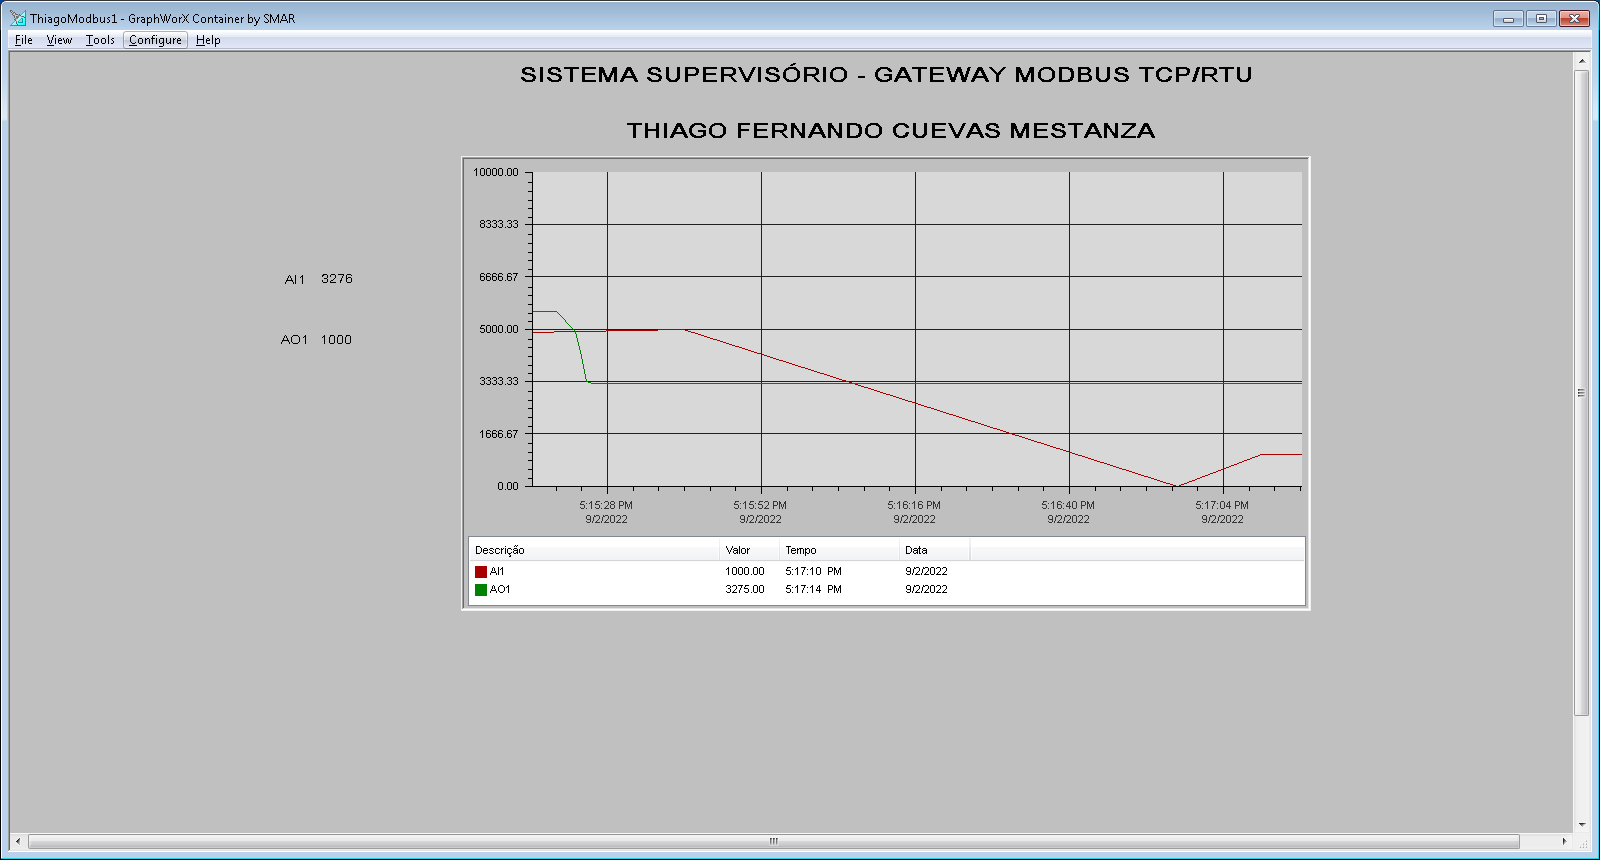 ThiagoModbus1 - GraphWorX Container by SMAR
File View Tools Configure Help
SISTEMA SUPERVISÓRIO - GATEWAY MODBUS TCP/RTU
THIAGO FERNANDO CUEVAS MESTANZA
AI1 3276
AO1 1000
10000.00
8333.33
6666.67
5000.00
3333.33
1666.67
0.00
5:15:28 PM 5:15:52 PM 5:16:16 PM 5:16:40 PM 5:17:04 PM
9/2/2022 9/2/2022 9/2/2022 9/2/2022 9/2/2022
Descrição Valor Tempo Data
AI1 1000.00 5:17:10 PM 9/2/2022
AO1 3275.00 5:17:14 PM 9/2/2022